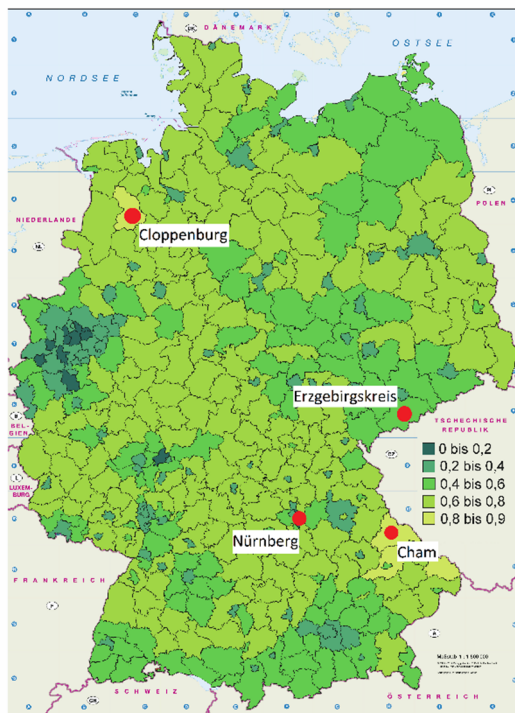 DÄNEMARK
OSTSEE
NORDSEE
NIEDERLANDE
POLEN
Cloppenburg
Erzgebirgskreis
TSCHECHISCHE
REPUBLIK
BEL-
GIEN
LUXEM-
BURG
0 bis 0,2
0,2 bis 0,4
0,4 bis 0,6
0,6 bis 0,8
0,8 bis 0,9
Nürnberg
Cham
FRANKREICH
SCHWEIZ
ÖSTERREICH